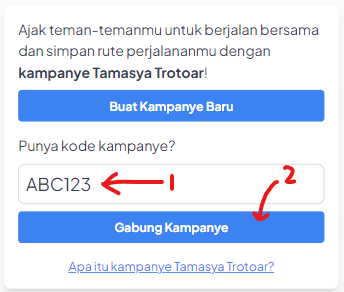 Ajak teman-temanmu untuk berjalan bersama
dan simpan rute perjalananmu dengan
kampanye Tamasya Trotoar!
Buat Kampanye Baru
Punya kode kampanye?
ABC123 1
2
Gabung Kampanye
Apa itu kampanye Tamasya Trotoar?